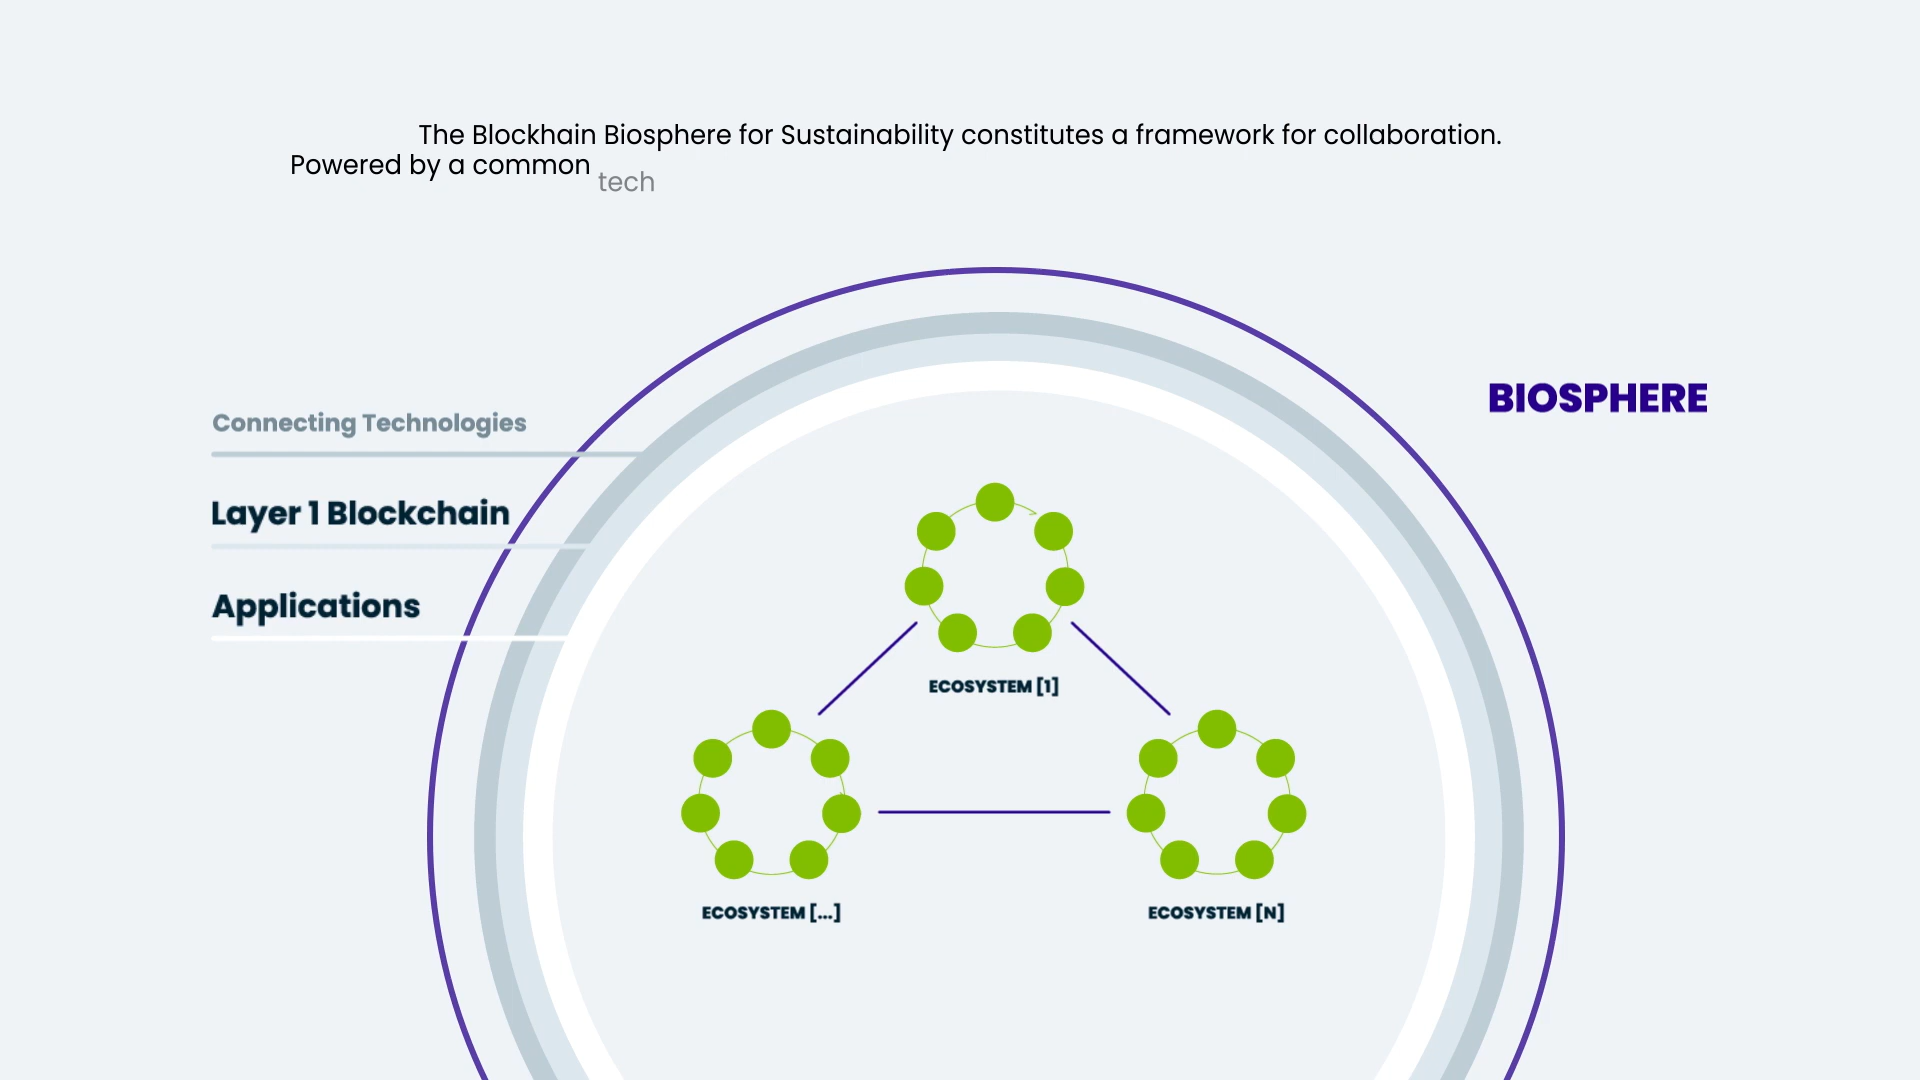 The Blockhain Biosphere for Sustainability constitutes a framework for collaboration.
Powered by a common tech
BIOSPHERE
Connecting Technologies
Layer 1 Blockchain
Applications
ECOSYSTEM [1]
ECOSYSTEM [...]
ECOSYSTEM [N]